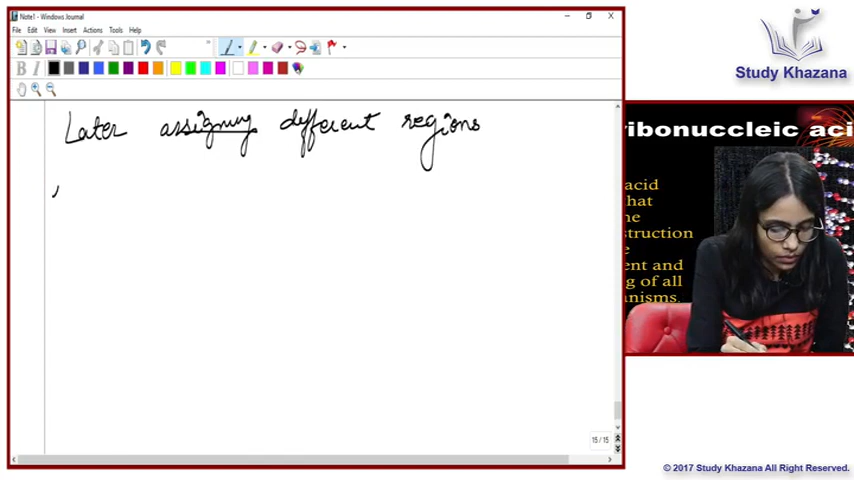 Note1 - Windows Journal
File Edit View Insert Actions Tools Help
Later assigning different regions
15 / 15
Study Khazana
ribonuccleic aci
acid
hat
ne
struction
e
ent and
g of all
anisms.
© 2017 Study Khazana All Right Reserved.